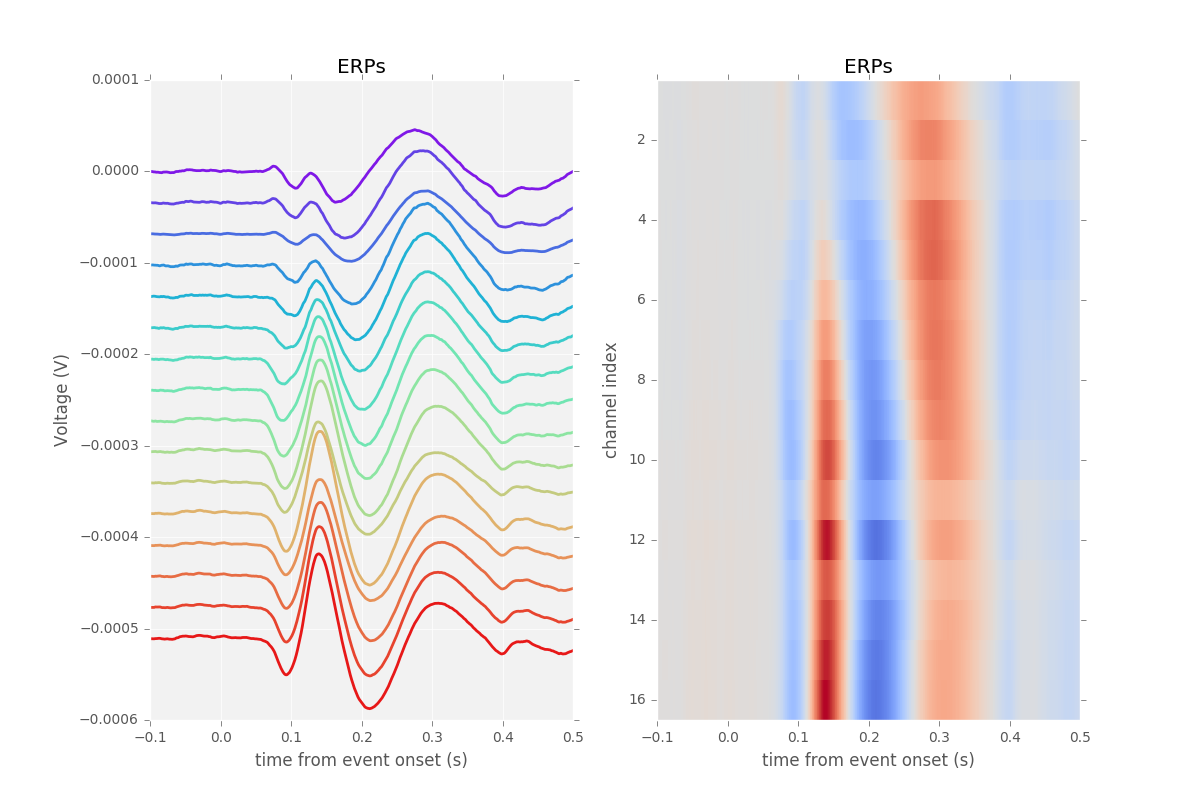 ERPs
0.0001
0.0000
−0.0001
−0.0002
−0.0003
−0.0004
−0.0005
−0.0006
Voltage (V)
−0.1 0.0 0.1 0.2 0.3 0.4 0.5
time from event onset (s)
ERPs
2
4
6
8
10
12
14
16
channel index
−0.1 0.0 0.1 0.2 0.3 0.4 0.5
time from event onset (s)